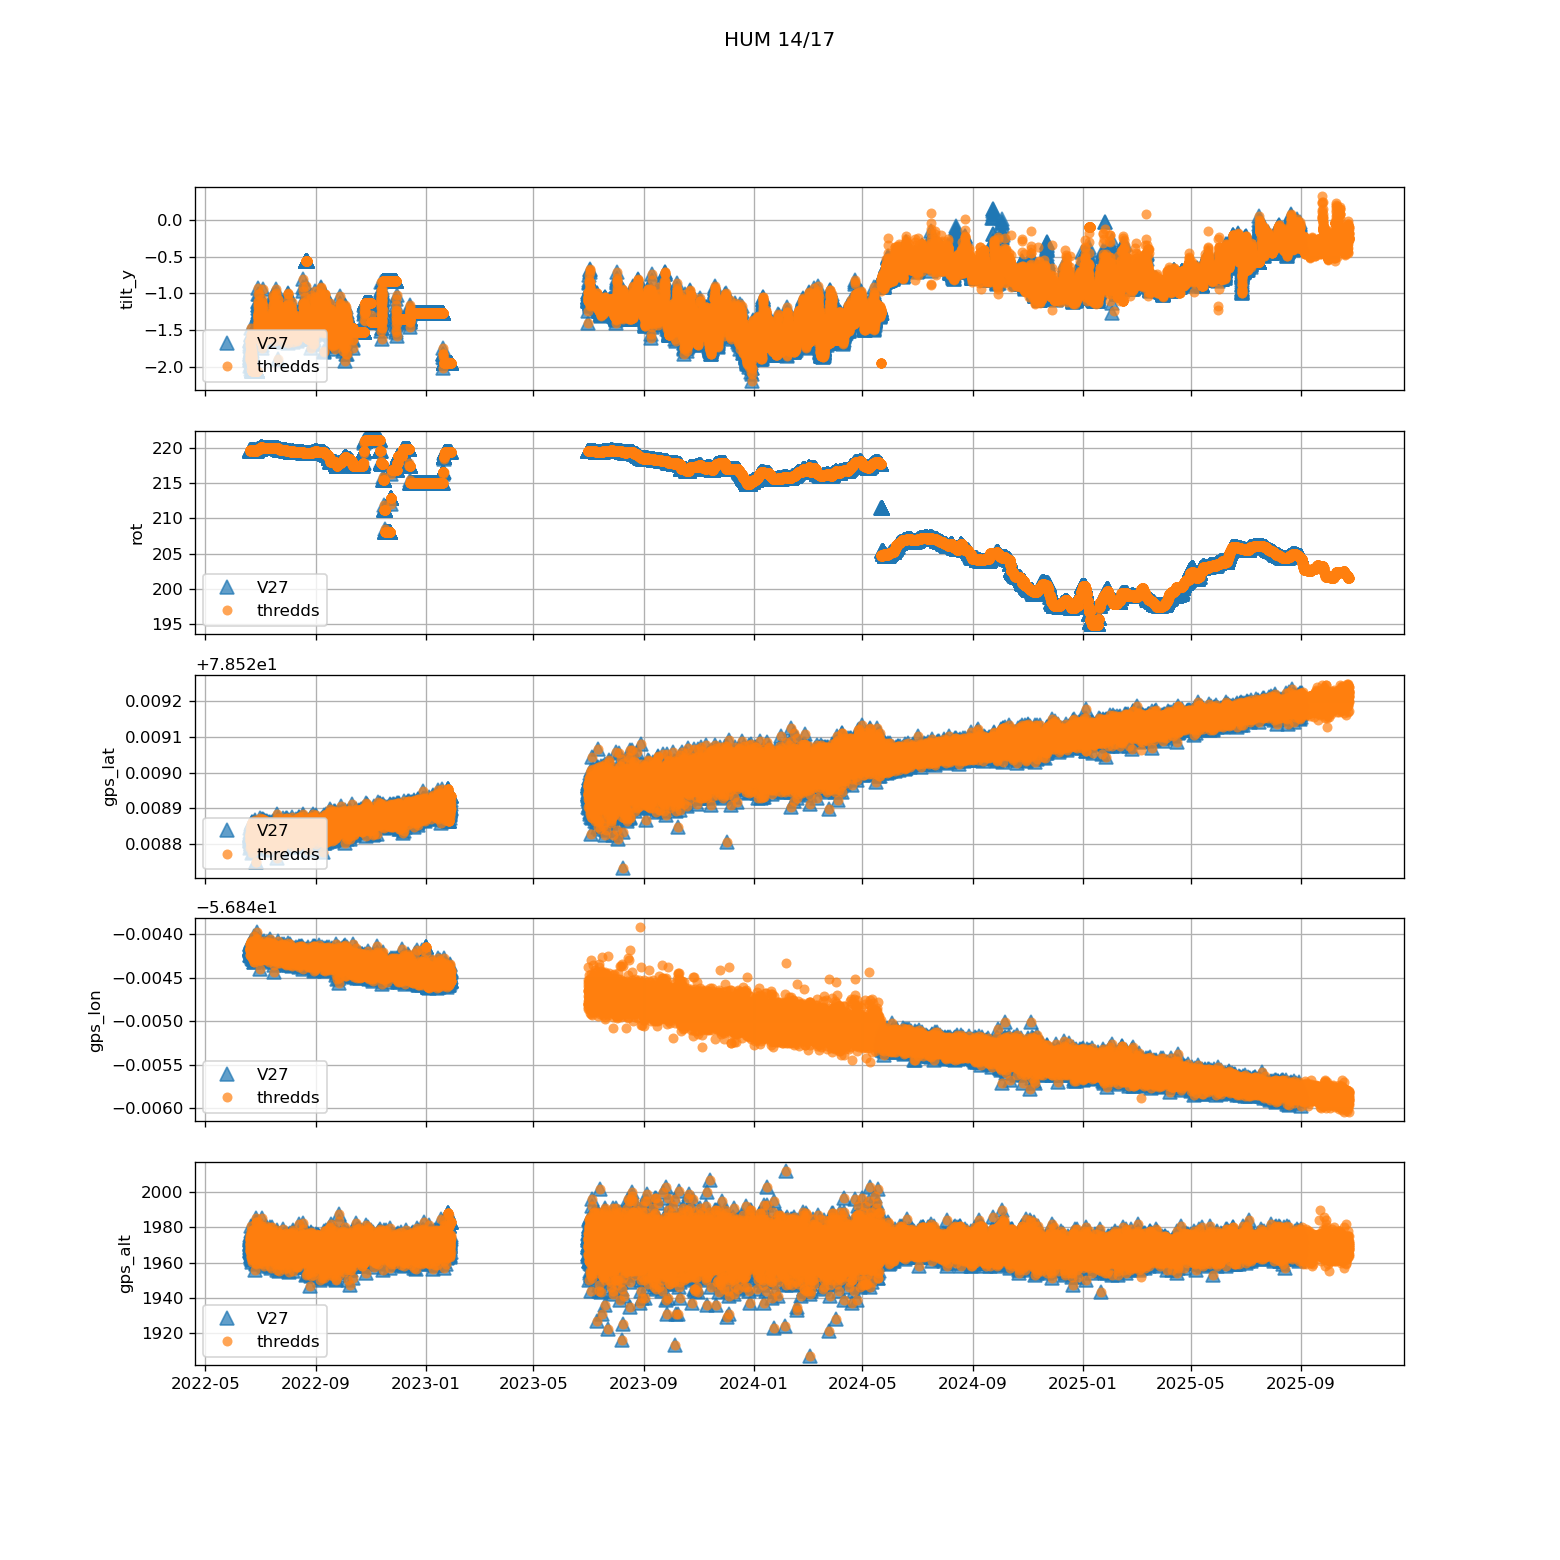 HUM 14/17
0.0
−0.5
−1.0
−1.5
−2.0
tilt_y
V27
thredds
220
215
210
205
200
195
rot
V27
thredds
+7.852e1
0.0092
0.0091
0.0090
0.0089
0.0088
gps_lat
V27
thredds
−5.684e1
−0.0040
−0.0045
−0.0050
−0.0055
−0.0060
gps_lon
V27
thredds
2000
1980
1960
1940
1920
gps_alt
V27
thredds
2022-05 2022-09 2023-01 2023-05 2023-09 2024-01 2024-05 2024-09 2025-01 2025-05 2025-09